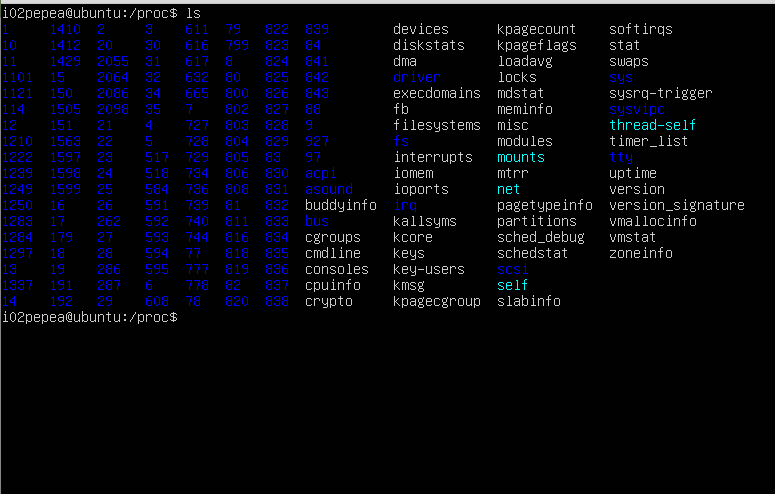 i02pepea@ubuntu:/proc$ ls
1 1410 2 3 611 79 822 839 devices kpagecount softirqs
10 1412 20 30 616 799 823 84 diskstats kpageflags stat
11 1429 2055 31 617 8 824 841 dma loadavg swaps
1101 15 2064 32 632 80 825 842 driver locks sys
1121 150 2086 34 665 800 826 843 execdomains mdstat sysrq-trigger
114 1505 2098 35 7 802 827 88 fb meminfo sysvipc
12 151 21 4 727 803 828 9 filesystems misc thread-self
1210 1563 22 5 728 804 829 927 fs modules timer_list
1222 1597 23 517 729 805 83 97 interrupts mounts tty
1239 1598 24 518 734 806 830 acpi iomem mtrr uptime
1249 1599 25 584 736 808 831 asound ioports net version
1250 16 26 591 739 81 832 buddyinfo irq pagetypeinfo version_signature
1283 17 262 592 740 811 833 bus kallsyms partitions vmallocinfo
1284 179 27 593 744 816 834 cgroups kcore sched_debug vmstat
1297 18 28 594 77 818 835 cmdline keys schedstat zoneinfo
13 19 286 595 777 819 836 consoles key-users scsi
1337 191 287 6 778 82 837 cpuinfo kmsg self
14 192 29 608 78 820 838 crypto kpagecgroup slabinfo
i02pepea@ubuntu:/proc$